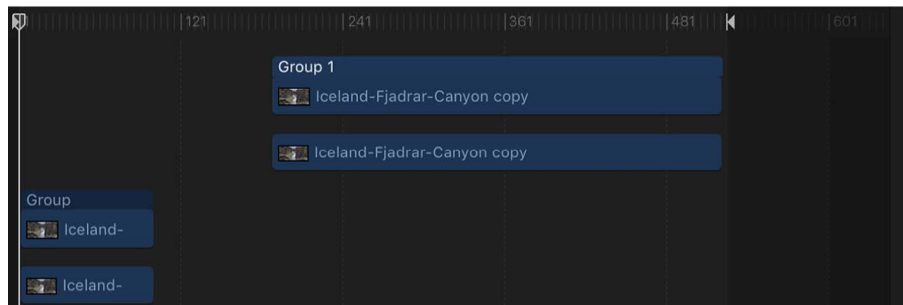 121 241 361 481 601
Group 1
Iceland-Fjadrar-Canyon copy
Iceland-Fjadrar-Canyon copy
Group
Iceland-
Iceland-